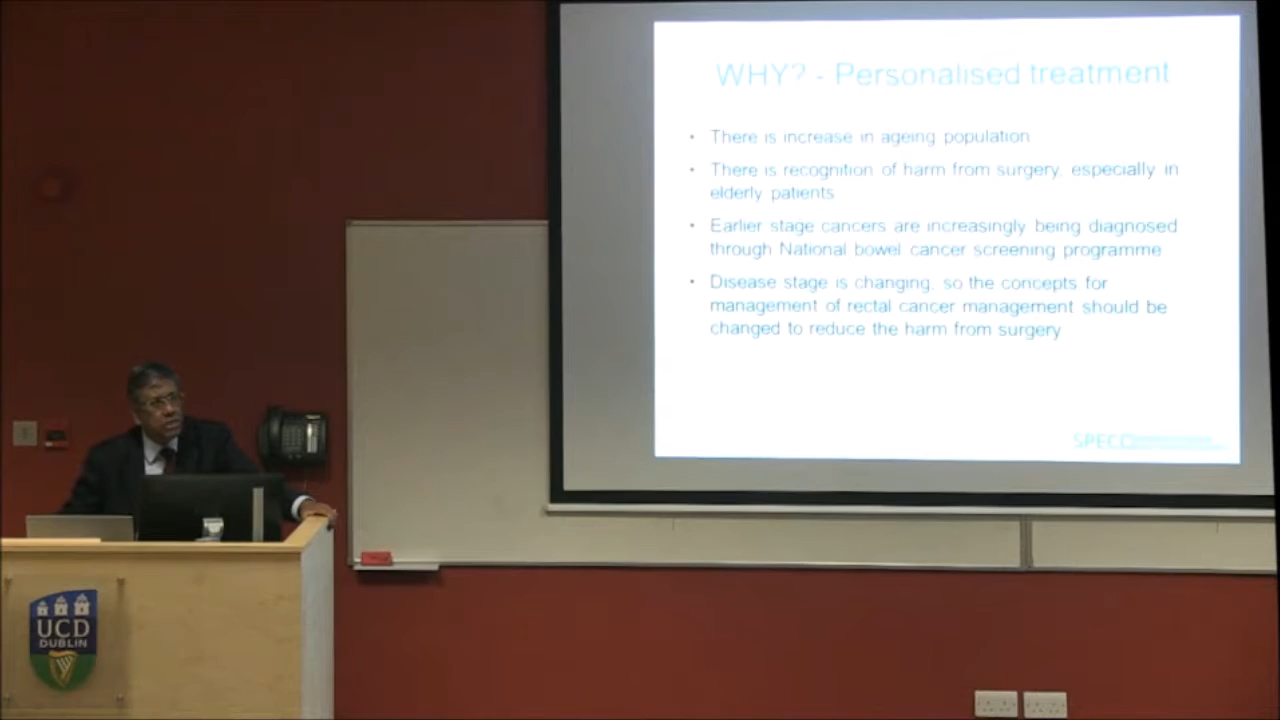 WHY? - Personalised treatment
• There is increase in ageing population
• There is recognition of harm from surgery, especially in
elderly patients
• Earlier stage cancers are increasingly being diagnosed
through National bowel cancer screening programme
• Disease stage is changing, so the concepts for
management of rectal cancer management should be
changed to reduce the harm from surgery
SPECC
UCD
DUBLIN